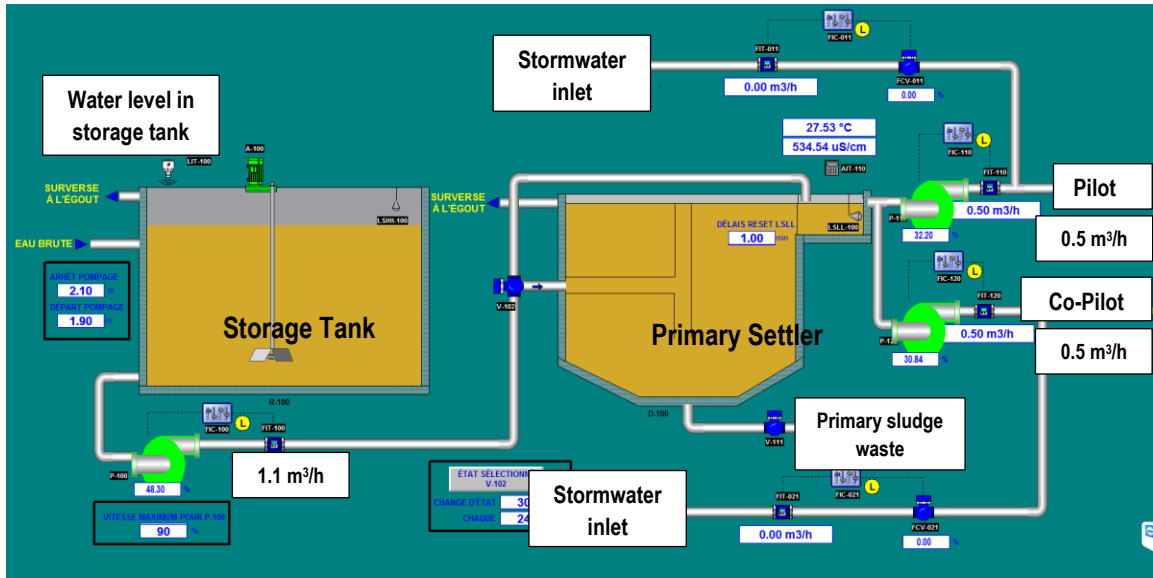 FIC-011
L
FIT-011
Stormwater
inlet
0.00 m3/h
FCV-011
0.00 %
Water level in
storage tank
LIT-100
A-100
27.53 °C
534.54 uS/cm
AIT-110
FIC-110
L
FIT-110
SURVERSE
À L'ÉGOUT
LSHH-100
SURVERSE
À L'ÉGOUT
DÉLAIS RESET LSLL
1.00 min
LSLL-100
0.50 m3/h
32.20
Pilot
0.5 m³/h
EAU BRUTE
ARRÊT POMPAGE
2.10 m
DÉPART POMPAGE
1.90 m
V-102
FIC-120
L
FIT-120
Co-Pilot
0.50 m3/h
30.84 %
0.5 m³/h
Storage Tank
Primary Settler
R-100
D-100
FIC-100
L
FIT-100
P-100
48.30 %
1.1 m³/h
V-111
Primary sludge
waste
VITESSE MAXIMUM POUR P-100
90 %
V-102
CHANGE D'ÉTAT
CHAQUE
Stormwater
inlet
FIC-021
L
FIT-021
0.00 m3/h
FCV-021
0.00 %